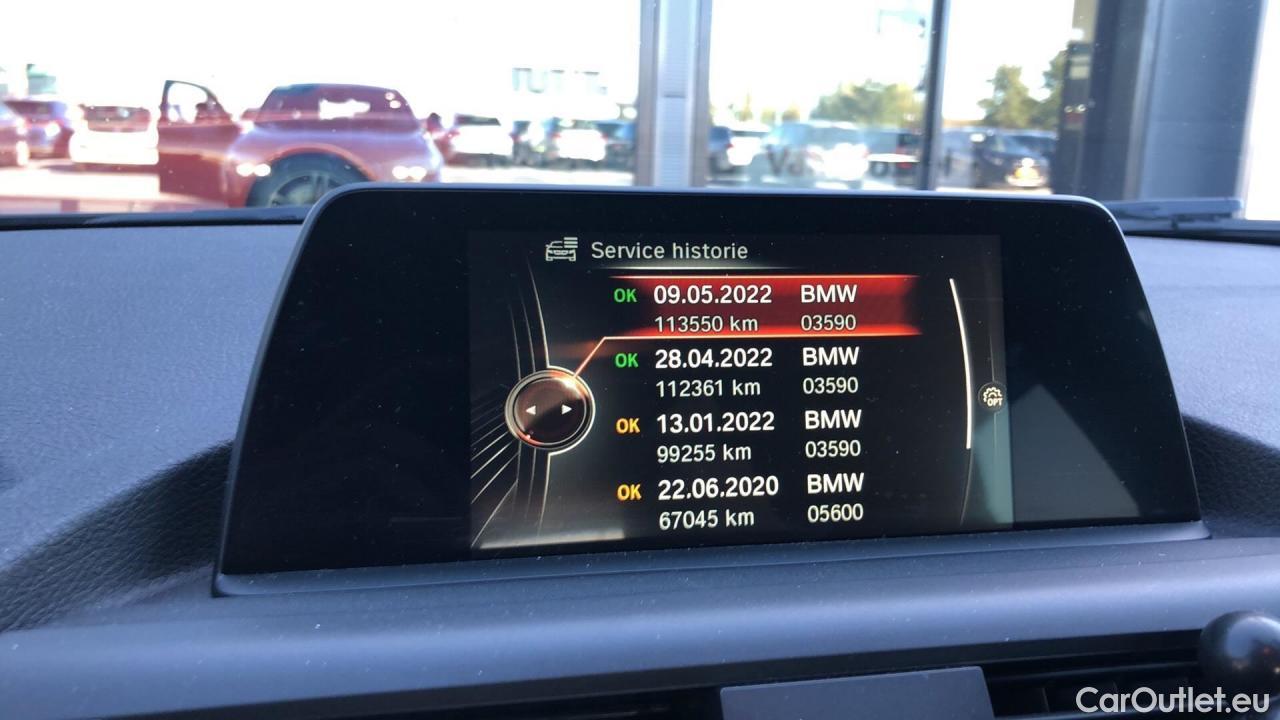 Service historie
OK 09.05.2022 BMW
113550 km 03590
OK 28.04.2022 BMW
112361 km 03590
OK 13.01.2022 BMW
99255 km 03590
OK 22.06.2020 BMW
67045 km 05600
OPT
CarOutlet.eu